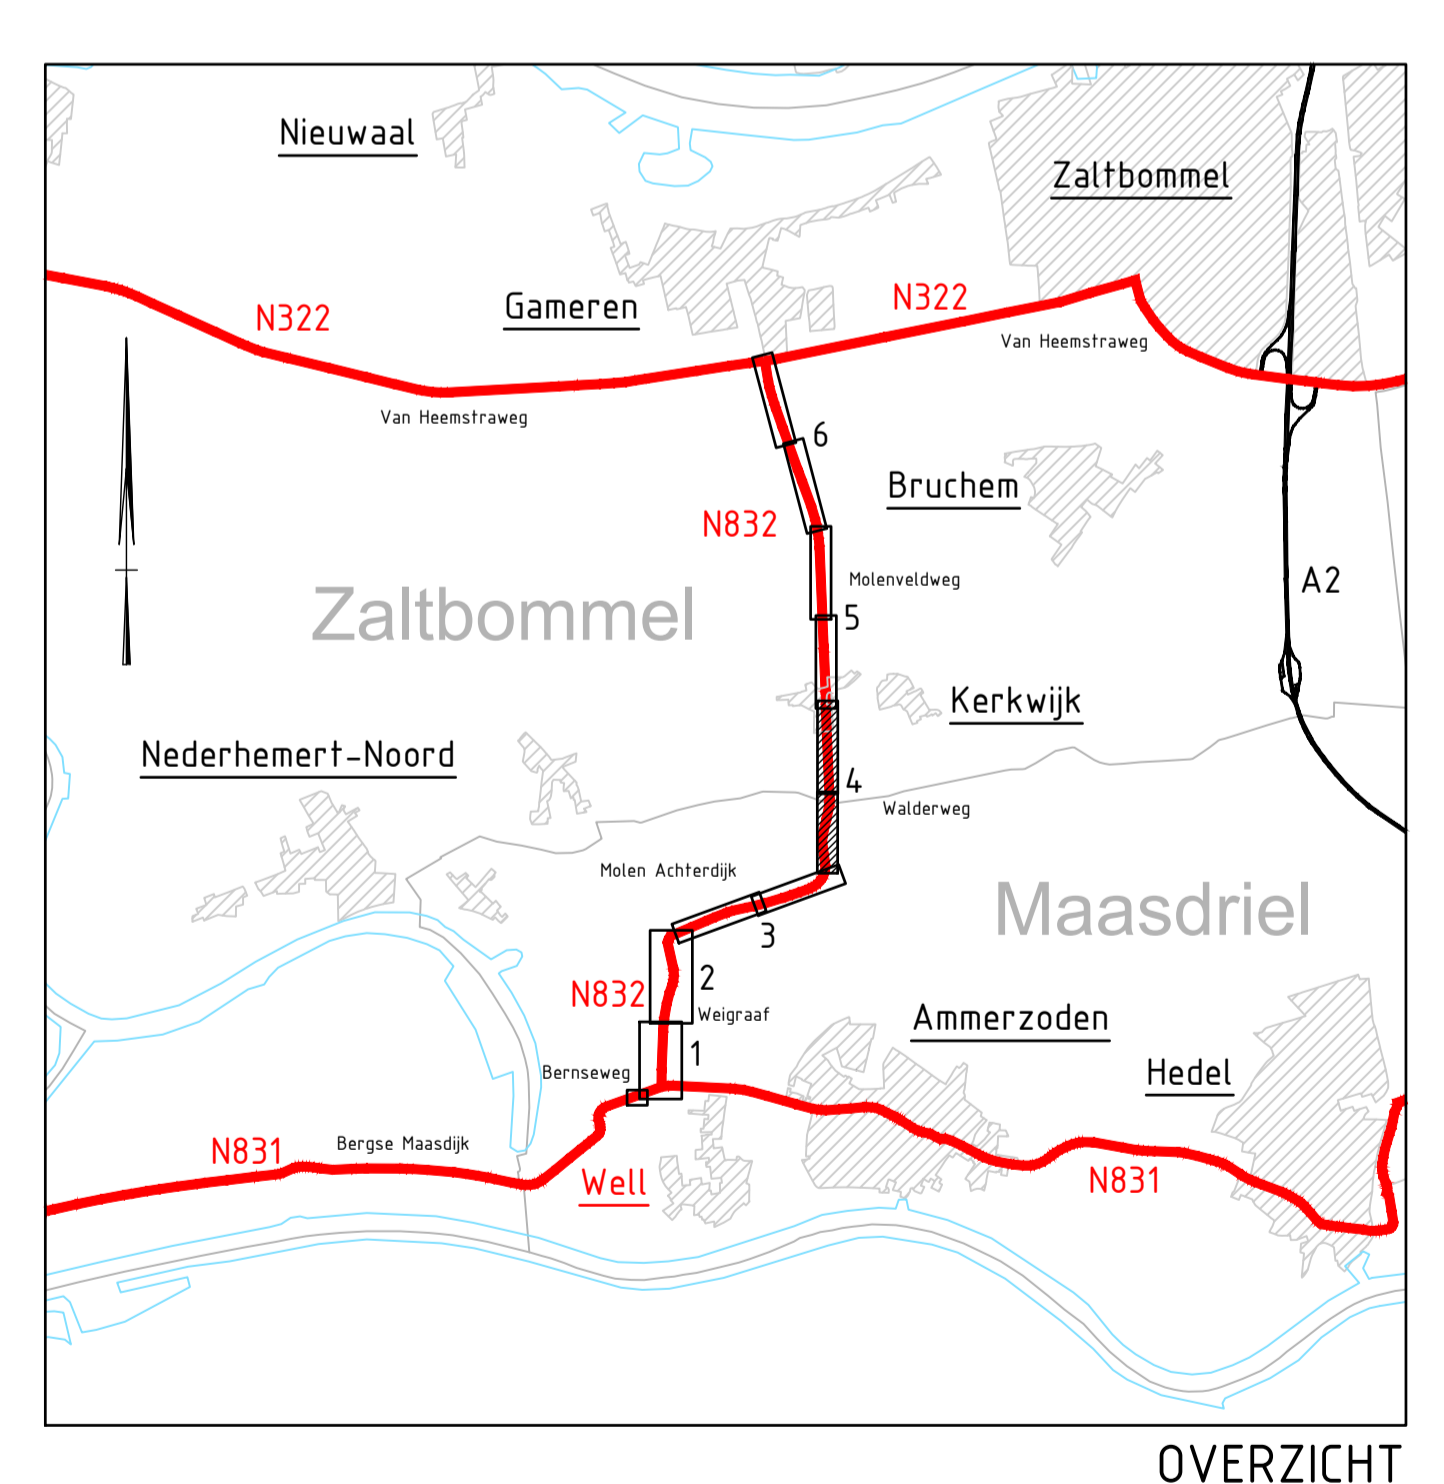 Nieuwaal
Zaltbommel
N322
Gameren
N322
Van Heemstraweg
Van Heemstraweg
6
Bruchem
N832
Molenveldweg
A2
Zaltbommel
5
Kerkwijk
Nederhemert-Noord
4
Walderweg
Molen Achterdijk
Maasdriel
3
2
N832
Weigraaf
Ammerzoden
1
Bernseweg
Hedel
N831
Bergse Maasdijk
Well
N831
OVERZICHT